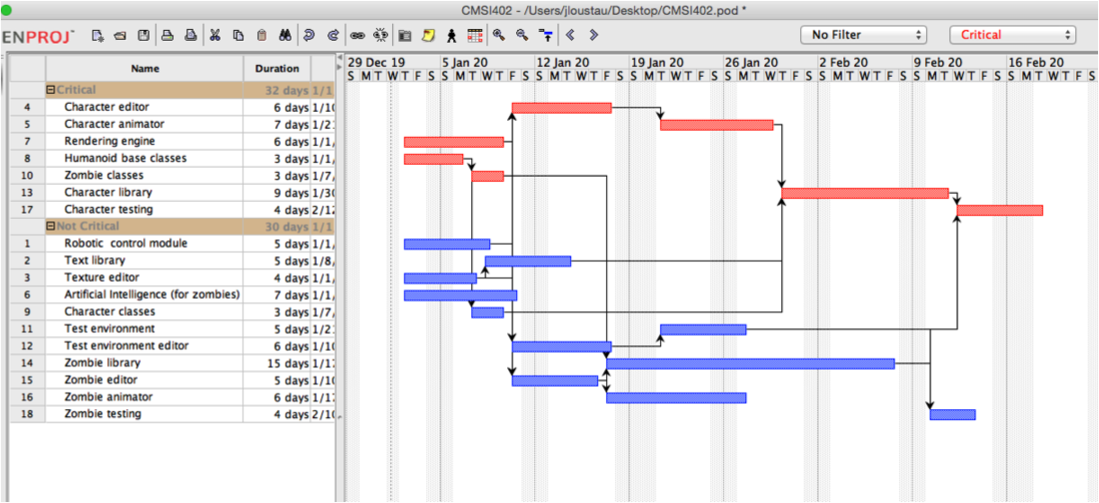 CMSI402 - /Users/jloustau/Desktop/CMSI402.pod *
ENPROJ™ No Filter Critical
29 Dec 19 5 Jan 20 12 Jan 20 19 Jan 20 26 Jan 20 2 Feb 20 9 Feb 20 16 Feb 20
S M T W T F S S M T W T F S S M T W T F S S M T W T F S S M T W T F S S M T W T F S S M T W T F S S M T W T F S
Name Duration
Critical 32 days 1/1
4 Character editor 6 days 1/10
5 Character animator 7 days 1/2
7 Rendering engine 6 days 1/1,
8 Humanoid base classes 3 days 1/1,
10 Zombie classes 3 days 1/7,
13 Character library 9 days 1/30
17 Character testing 4 days 2/12
Not Critical 30 days 1/1
1 Robotic control module 5 days 1/1,
2 Text library 5 days 1/8,
3 Texture editor 4 days 1/1,
6 Artificial Intelligence (for zombies) 7 days 1/1,
9 Character classes 3 days 1/7,
11 Test environment 5 days 1/2
12 Test environment editor 6 days 1/10
14 Zombie library 15 days 1/1
15 Zombie editor 5 days 1/10
16 Zombie animator 6 days 1/1
18 Zombie testing 4 days 2/10